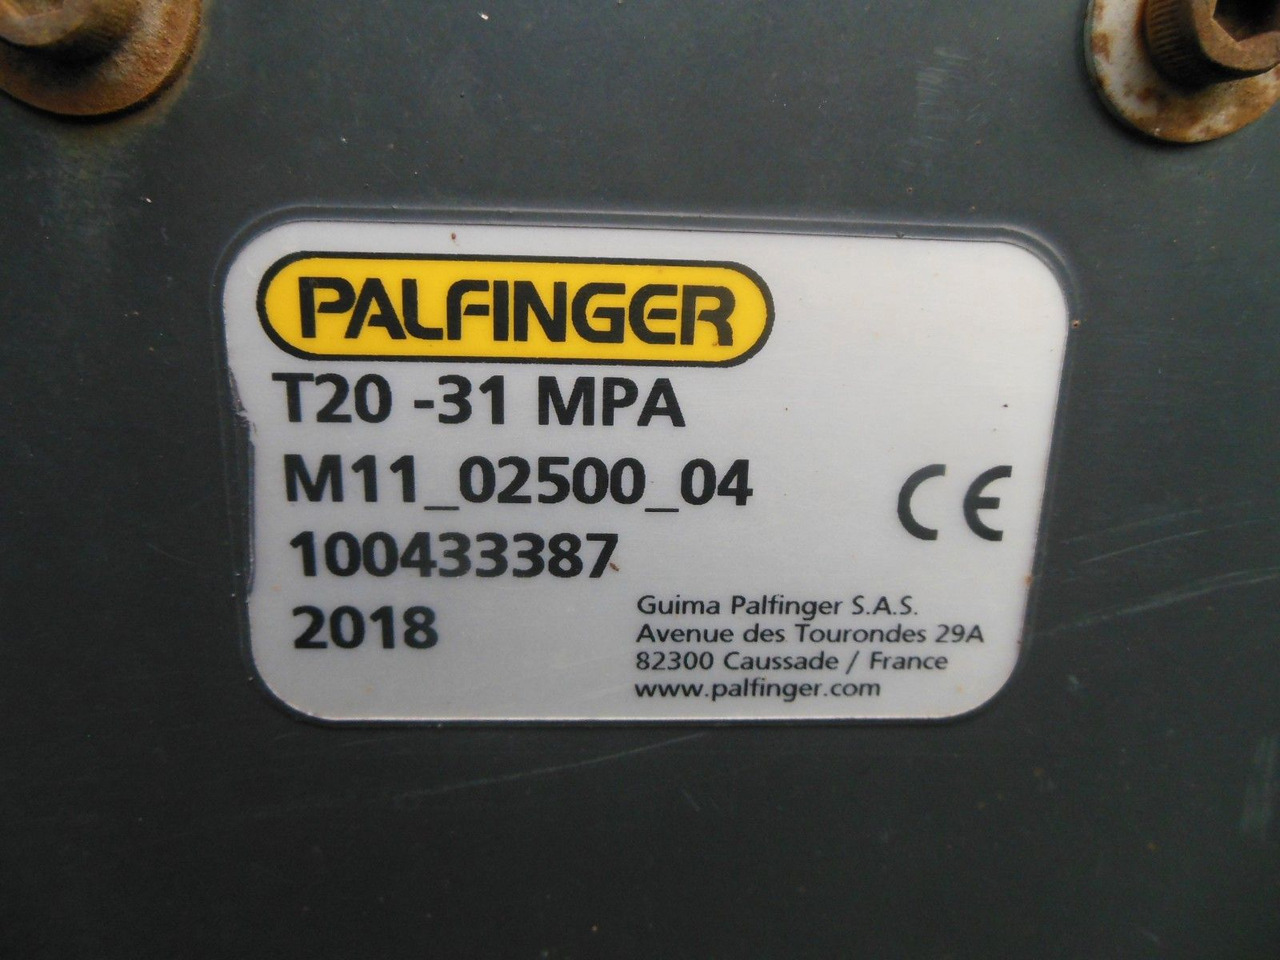 PALFINGER
T20 -31 MPA
M11_02500_04
CE
100433387
2018
Guima Palfinger S.A.S.
Avenue des Tourondes 29A
82300 Caussade / France
www.palfinger.com